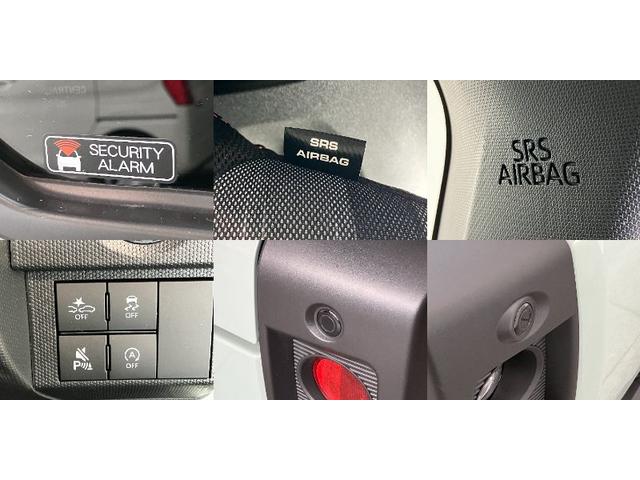 SECURITY
ALARM
SRS
AIRBAG
SRS
AIRBAG
OFF
OFF
P
A
OFF